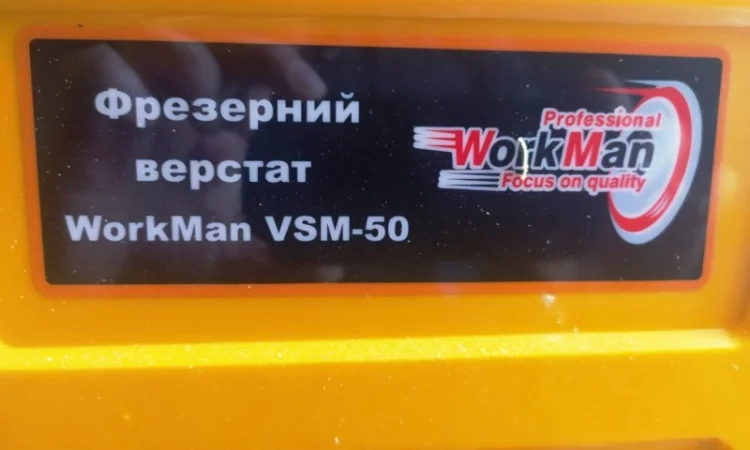 Фрезерний
верстат
WorkMan VSM-50
Professional
WorkMan
Focus on quality